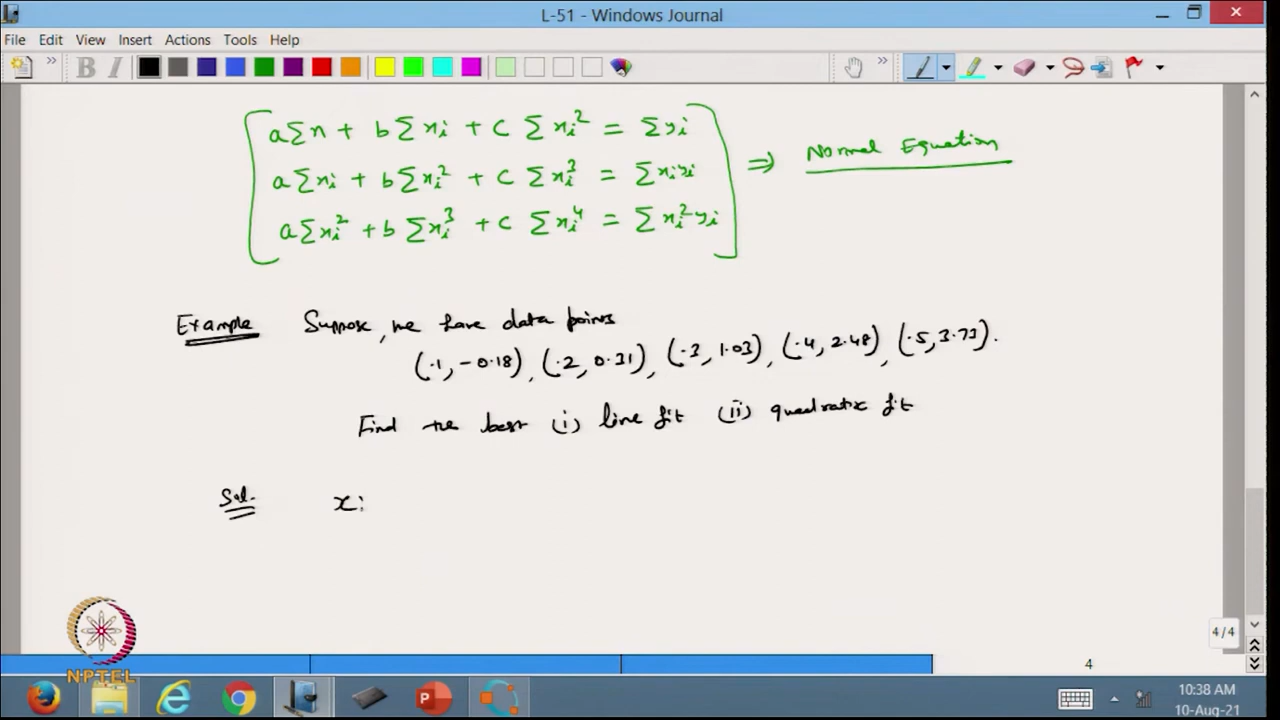 L-51 - Windows Journal
File Edit View Insert Actions Tools Help
a∑n + b∑xi + c∑xi² = ∑yi
a∑xi + b∑xi² + c∑xi³ = ∑xiyi ⇒ Normal Equation
a∑xi² + b∑xi³ + c∑xi⁴ = ∑xi²yi
Example Suppose, we have data points
(.1, -0.18), (.2, 0.31), (.3, 1.03), (.4, 2.48), (.5, 3.73).
Find the best (i) line fit (ii) quadratic fit
Sol. xi
4/4
NPTEL
4
10:38 AM
10-Aug-21